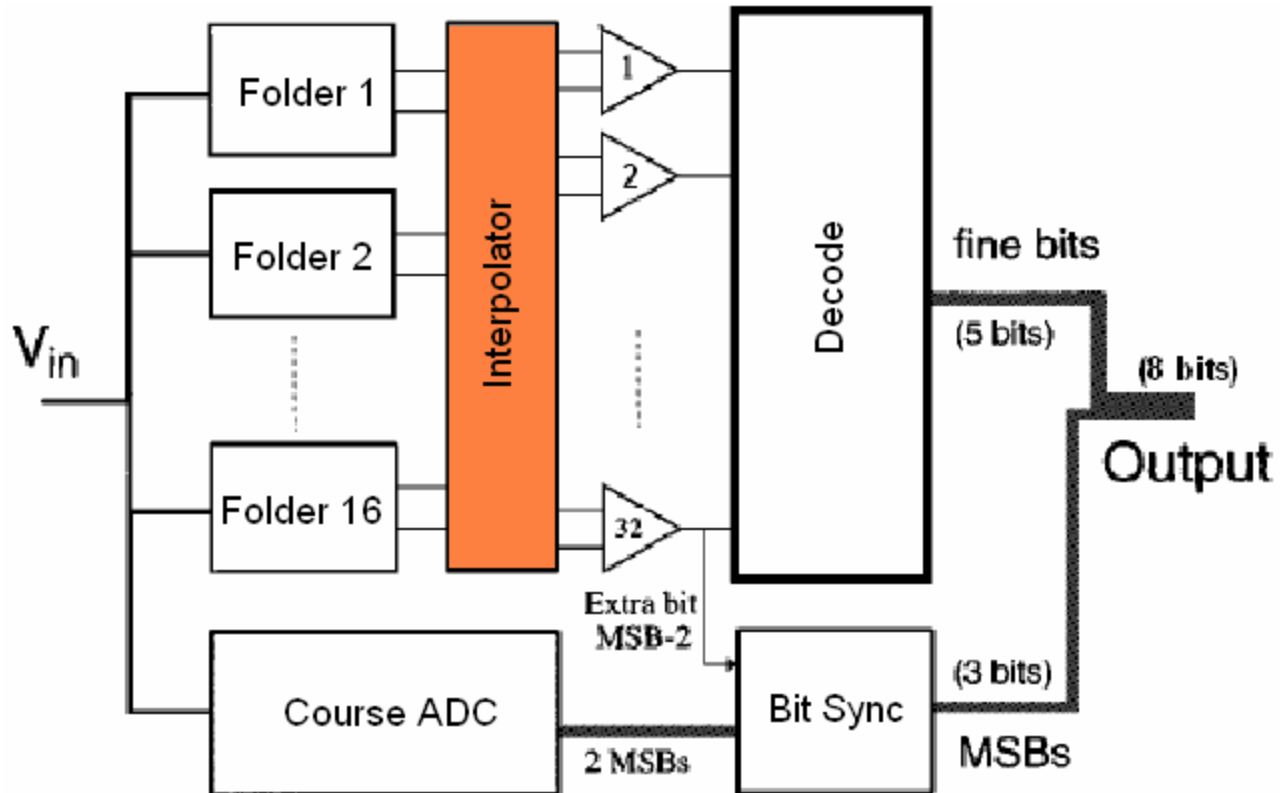 Folder 1
1
Folder 2
2
Interpolator
Decode
fine bits
(5 bits)
(8 bits)
Output
V_in
Folder 16
32
Extra bit
MSB-2
Course ADC
2 MSBs
Bit Sync
(3 bits)
MSBs